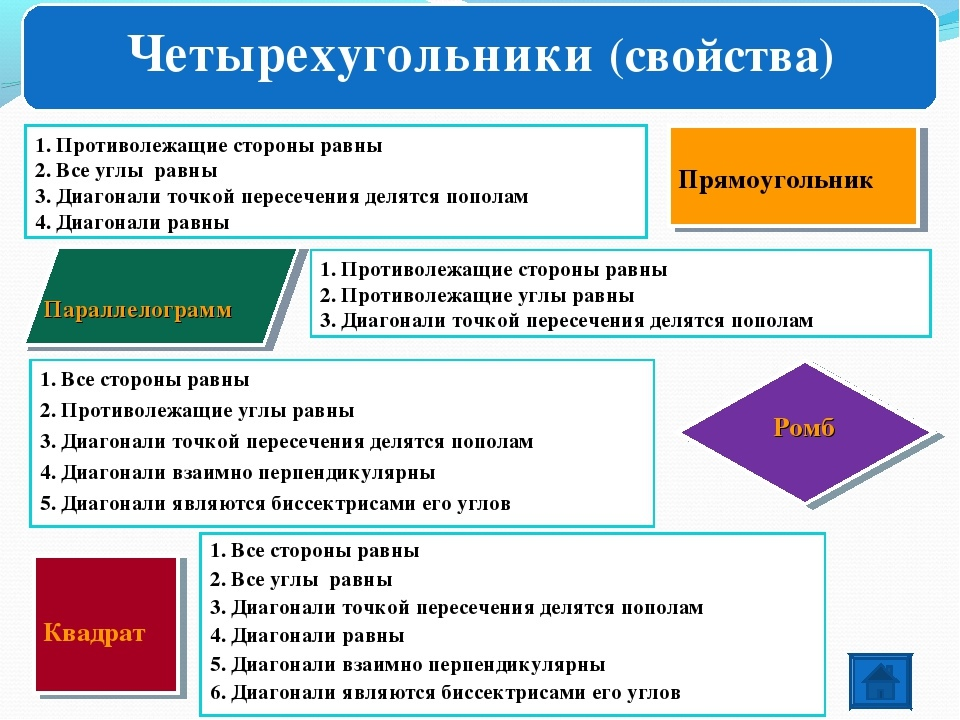 Четырехугольники (свойства)
1. Противолежащие стороны равны
2. Все углы равны
3. Диагонали точкой пересечения делятся пополам
4. Диагонали равны
Прямоугольник
Параллелограмм
1. Противолежащие стороны равны
2. Противолежащие углы равны
3. Диагонали точкой пересечения делятся пополам
1. Все стороны равны
2. Противолежащие углы равны
3. Диагонали точкой пересечения делятся пополам
4. Диагонали взаимно перпендикулярны
5. Диагонали являются биссектрисами его углов
Ромб
Квадрат
1. Все стороны равны
2. Все углы равны
3. Диагонали точкой пересечения делятся пополам
4. Диагонали равны
5. Диагонали взаимно перпендикулярны
6. Диагонали являются биссектрисами его углов